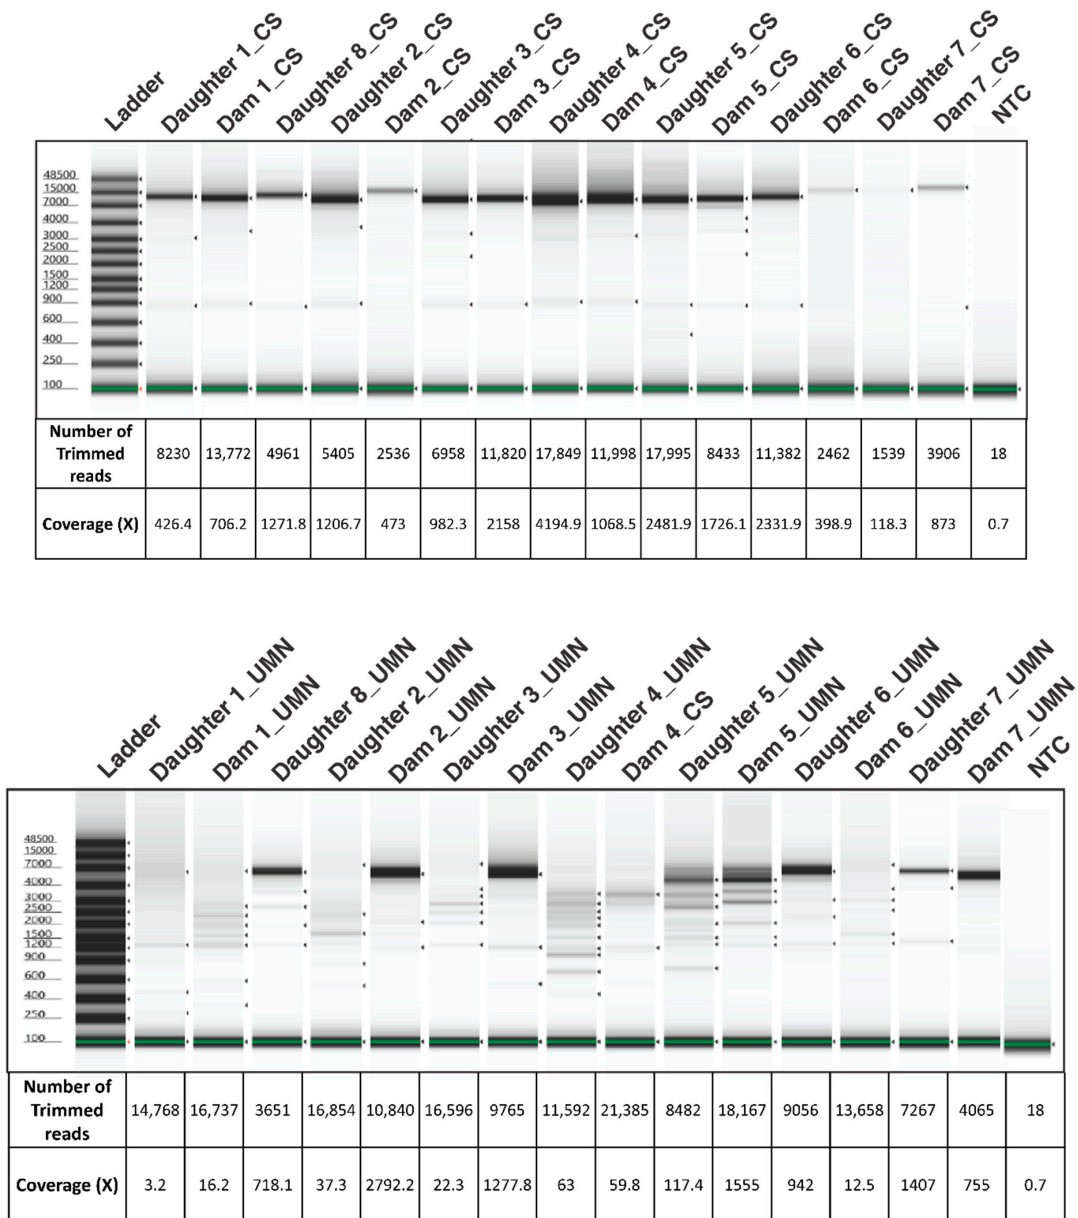 Ladder
Daughter 1_CS
Dam 1_CS
Daughter 8_CS
Daughter 2_CS
Dam 2_CS
Daughter 3_CS
Dam 3_CS
Daughter 4_CS
Dam 4_CS
Daughter 5_CS
Dam 5_CS
Daughter 6_CS
Dam 6_CS
Daughter 7_CS
Dam 7_CS
NTC
48500
15000
7000
4000
3000
2500
2000
1500
1200
900
600
400
250
100
Number of
Trimmed
reads
8230 13,772 4961 5405 2536 6958 11,820 17,849 11,998 17,995 8433 11,382 2462 1539 3906 18
Coverage (X) 426.4 706.2 1271.8 1206.7 473 982.3 2158 4194.9 1068.5 2481.9 1726.1 2331.9 398.9 118.3 873 0.7
Ladder
Daughter 1_UMN
Dam 1_UMN
Daughter 8_UMN
Daughter 2_UMN
Dam 2_UMN
Daughter 3_UMN
Dam 3_UMN
Daughter 4_UMN
Dam 4_CS
Daughter 5_UMN
Dam 5_UMN
Daughter 6_UMN
Dam 6_UMN
Daughter 7_UMN
Dam 7_UMN
NTC
48500
15000
7000
4000
3000
2500
2000
1500
1200
900
600
400
250
100
Number of
Trimmed
reads
14,768 16,737 3651 16,854 10,840 16,596 9765 11,592 21,385 8482 18,167 9056 13,658 7267 4065 18
Coverage (X) 3.2 16.2 718.1 37.3 2792.2 22.3 1277.8 63 59.8 117.4 1555 942 12.5 1407 755 0.7